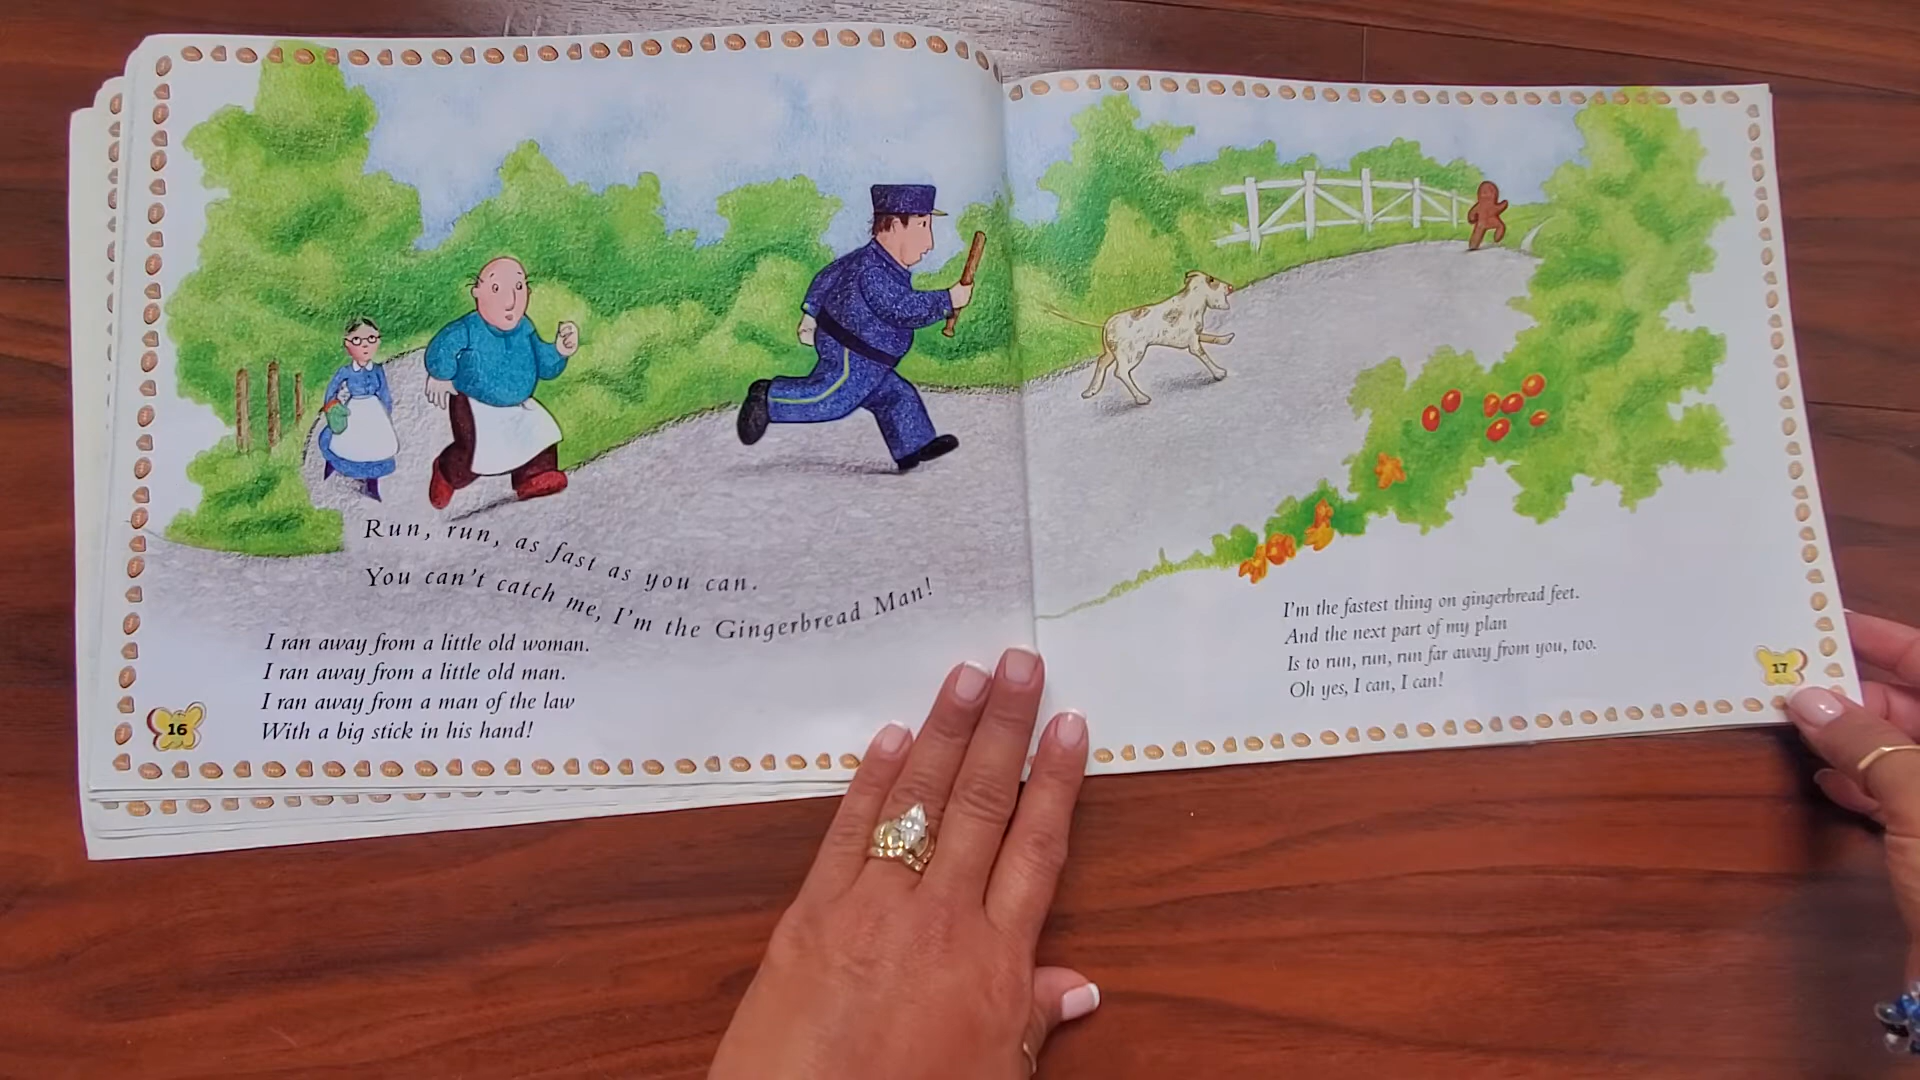 Run, run, as fast as you can.
You can't catch me, I'm the Gingerbread Man!
I ran away from a little old woman.
I ran away from a little old man.
I ran away from a man of the law
With a big stick in his hand!
16
I'm the fastest thing on gingerbread feet.
And the next part of my plan
Is to run, run, run far away from you, too.
Oh yes, I can, I can!
17